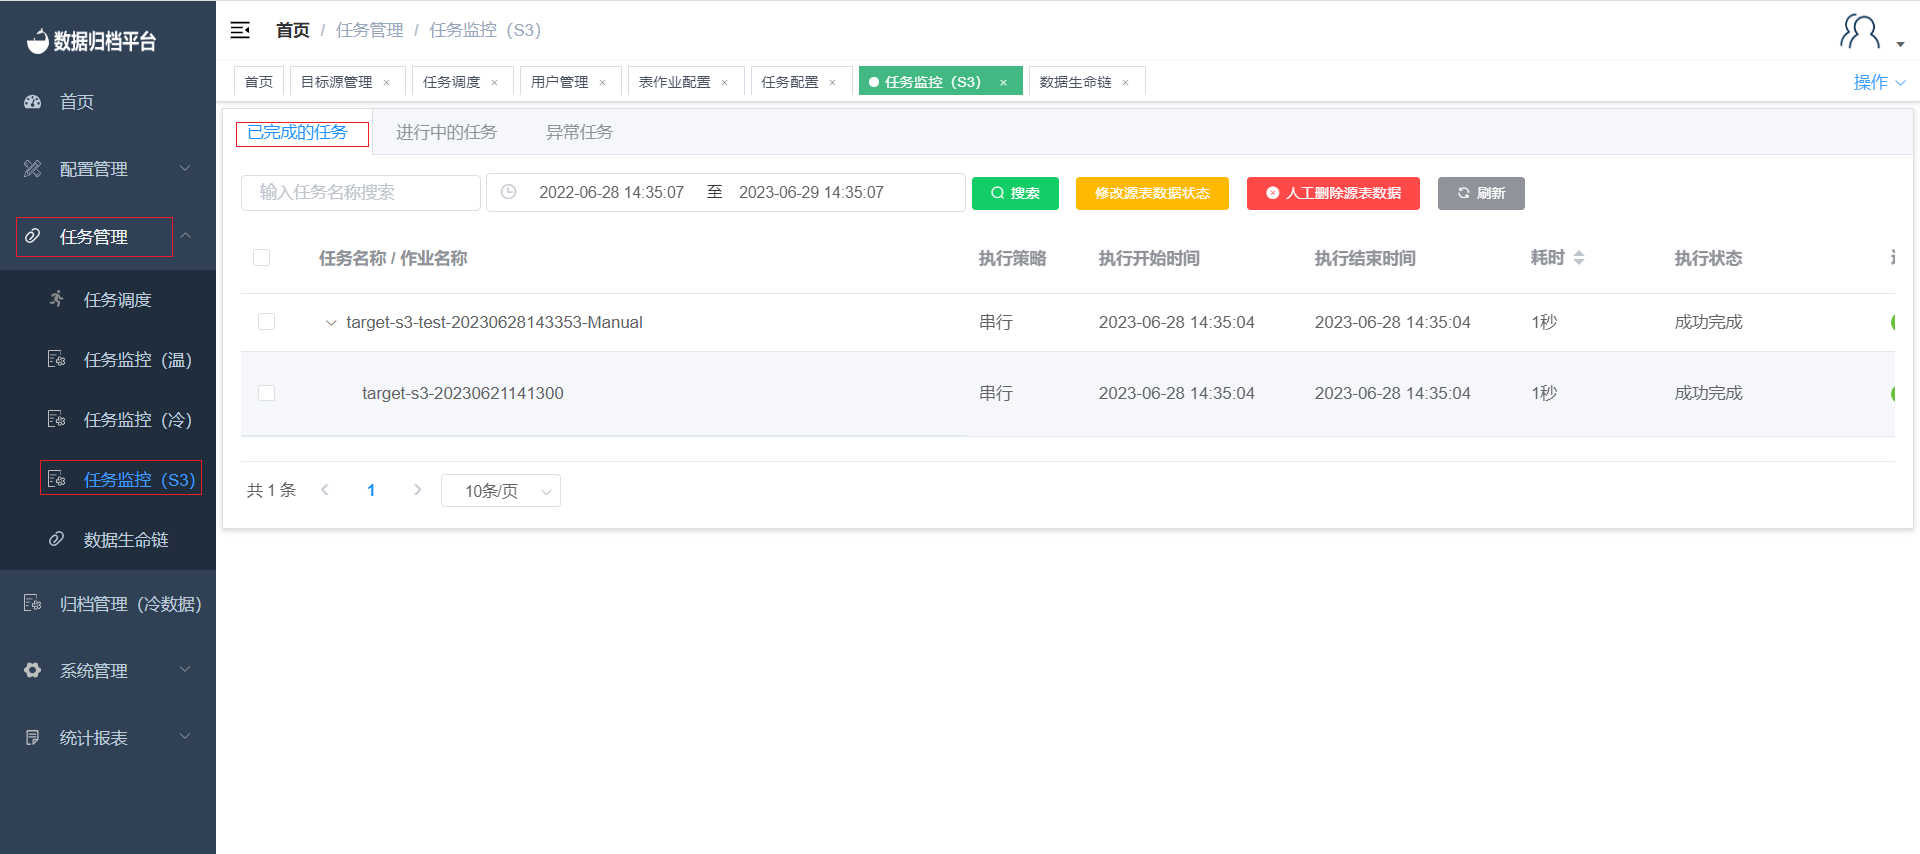 数据归档平台
首页
配置管理
任务管理
任务调度
任务监控（温）
任务监控（冷）
任务监控（S3）
数据生命链
归档管理（冷数据）
系统管理
统计报表
首页 / 任务管理 / 任务监控（S3）
首页 目标源管理 × 任务调度 × 用户管理 × 表作业配置 × 任务配置 × 任务监控（S3） × 数据生命链 × 操作
已完成的任务 进行中的任务 异常任务
输入任务名称搜索 2022-06-28 14:35:07 至 2023-06-29 14:35:07 搜索 修改源表数据状态 人工删除源表数据 刷新
任务名称 / 作业名称 执行策略 执行开始时间 执行结束时间 耗时 执行状态
target-s3-test-20230628143353-Manual 串行 2023-06-28 14:35:04 2023-06-28 14:35:04 1秒 成功完成
target-s3-20230621141300 串行 2023-06-28 14:35:04 2023-06-28 14:35:04 1秒 成功完成
共 1 条 1 10条/页